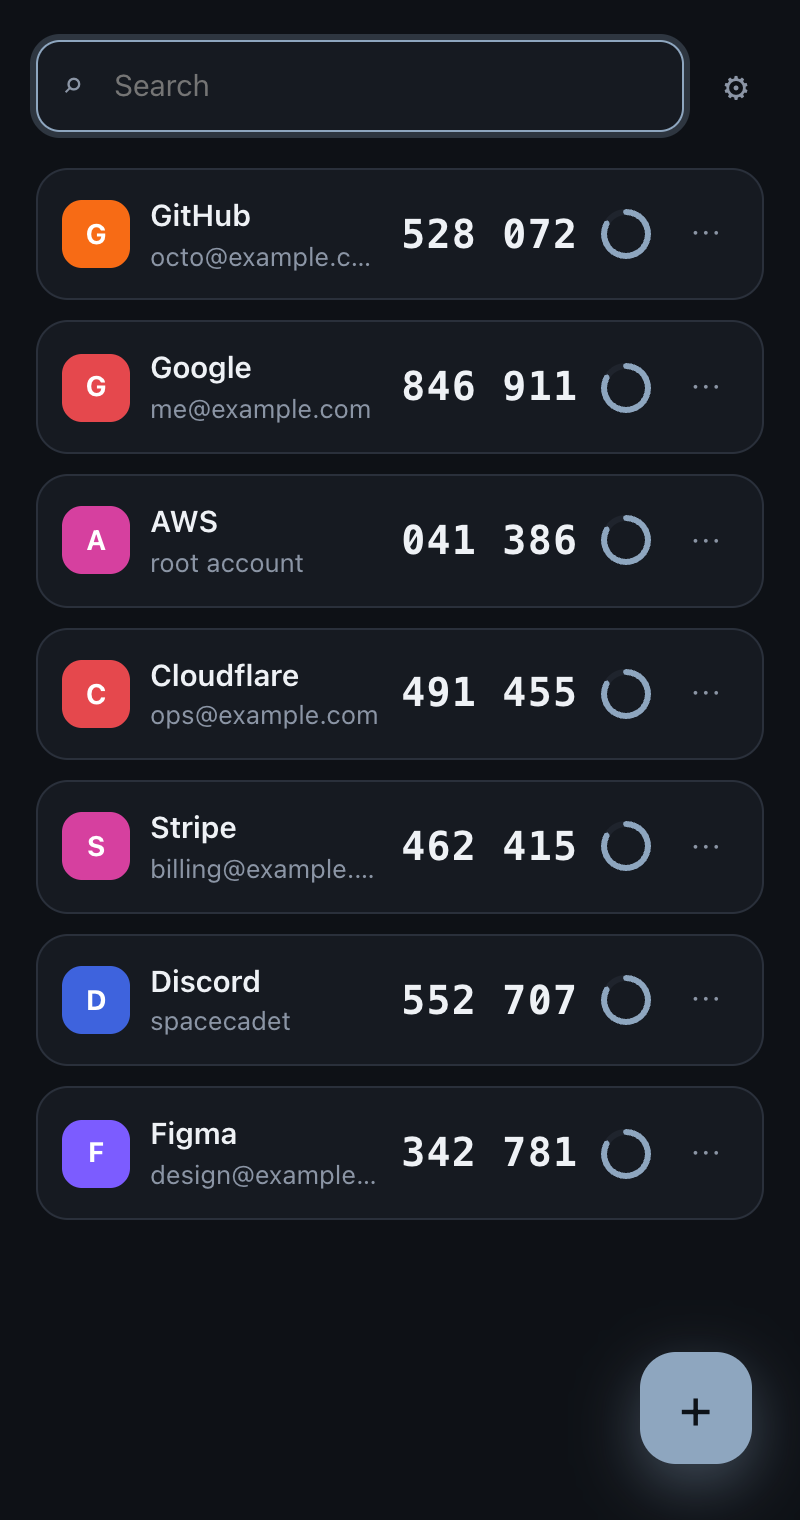 Search
G GitHub 528 072
octo@example.c...
G Google 846 911
me@example.com
A AWS 041 386
root account
C Cloudflare 491 455
ops@example.com
S Stripe 462 415
billing@example....
D Discord 552 707
spacecadet
F Figma 342 781
design@example...
+